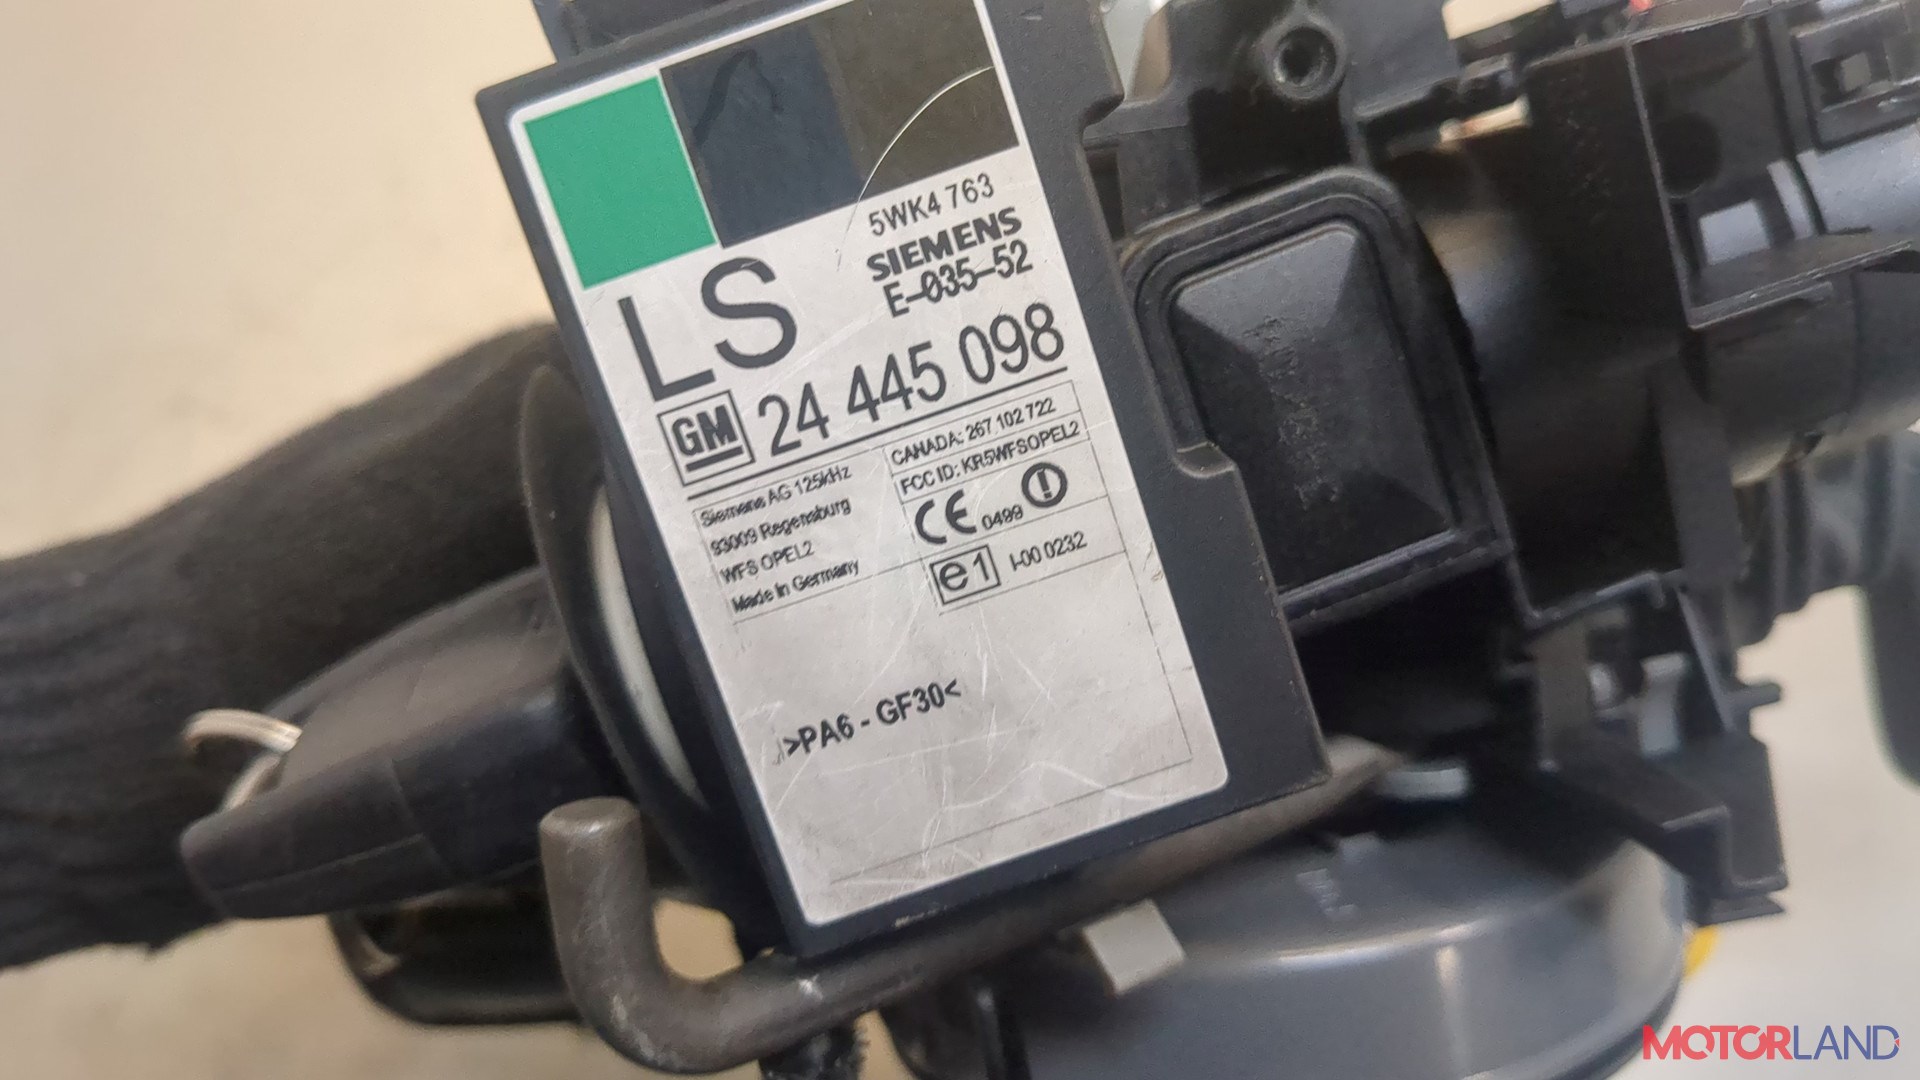 5WK4 763
SIEMENS
E-035-52
LS
GM 24 445 098
Siemens AG 125kHz
93009 Regensburg
WFS OPEL2
Made in Germany
CANADA: 267 102 722
FCC ID: KR5WFSOPEL2
CE 0499
e1 I-00 0232
>PA6 - GF30<
MOTORLAND